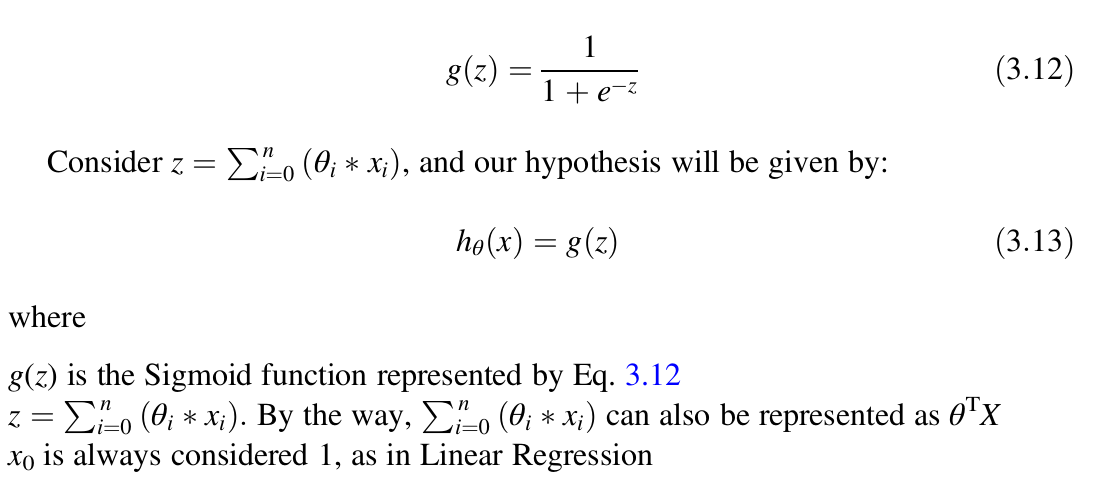 g(z) = 1 / (1 + e^{-z}) (3.12)
Consider z = ∑_{i=0}^{n} (θ_i ∗ x_i), and our hypothesis will be given by:
h_θ(x) = g(z) (3.13)
where
g(z) is the Sigmoid function represented by Eq. 3.12
z = ∑_{i=0}^{n} (θ_i ∗ x_i). By the way, ∑_{i=0}^{n} (θ_i ∗ x_i) can also be represented as θ^T X
x_0 is always considered 1, as in Linear Regression